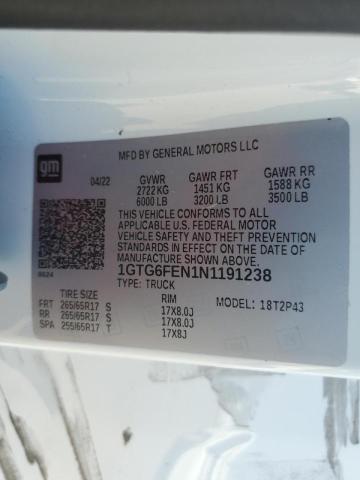 gm
MFD BY GENERAL MOTORS LLC
04/22 GVWR GAWR FRT GAWR RR
2722 KG 1451 KG 1588 KG
6000 LB 3200 LB 3500 LB
THIS VEHICLE CONFORMS TO ALL
APPLICABLE U.S. FEDERAL MOTOR
VEHICLE SAFETY AND THEFT PREVENTION
STANDARDS IN EFFECT ON THE DATE OF
MANUFACTURE SHOWN ABOVE.
1GTG6FEN1N1191238
TYPE: TRUCK
TIRE SIZE RIM MODEL: 18T2P43
FRT 265/65R17 S 17X8.0J
RR 265/65R17 S 17X8.0J
SPA 255/65R17 T 17X8J